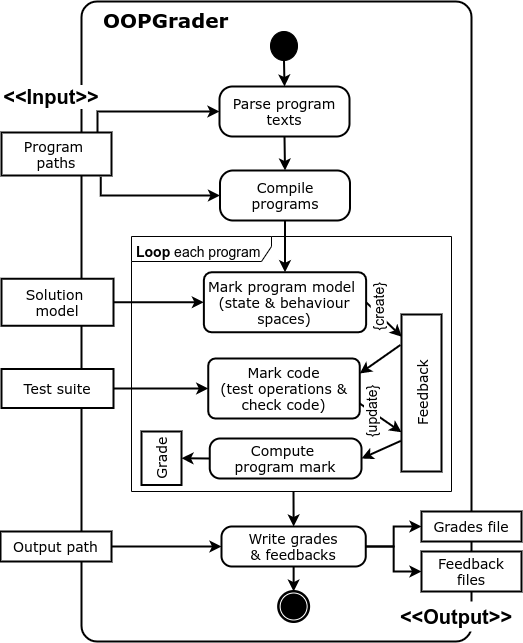 OOPGrader
<<Input>>
Parse program
texts
Program
paths
Compile
programs
Loop each program
Solution
model
Mark program model
(state & behaviour
spaces)
{create}
Feedback
Test suite
Mark code
(test operations &
check code)
{update}
Grade
Compute
program mark
Output path
Write grades
& feedbacks
Grades file
Feedback
files
<<Output>>